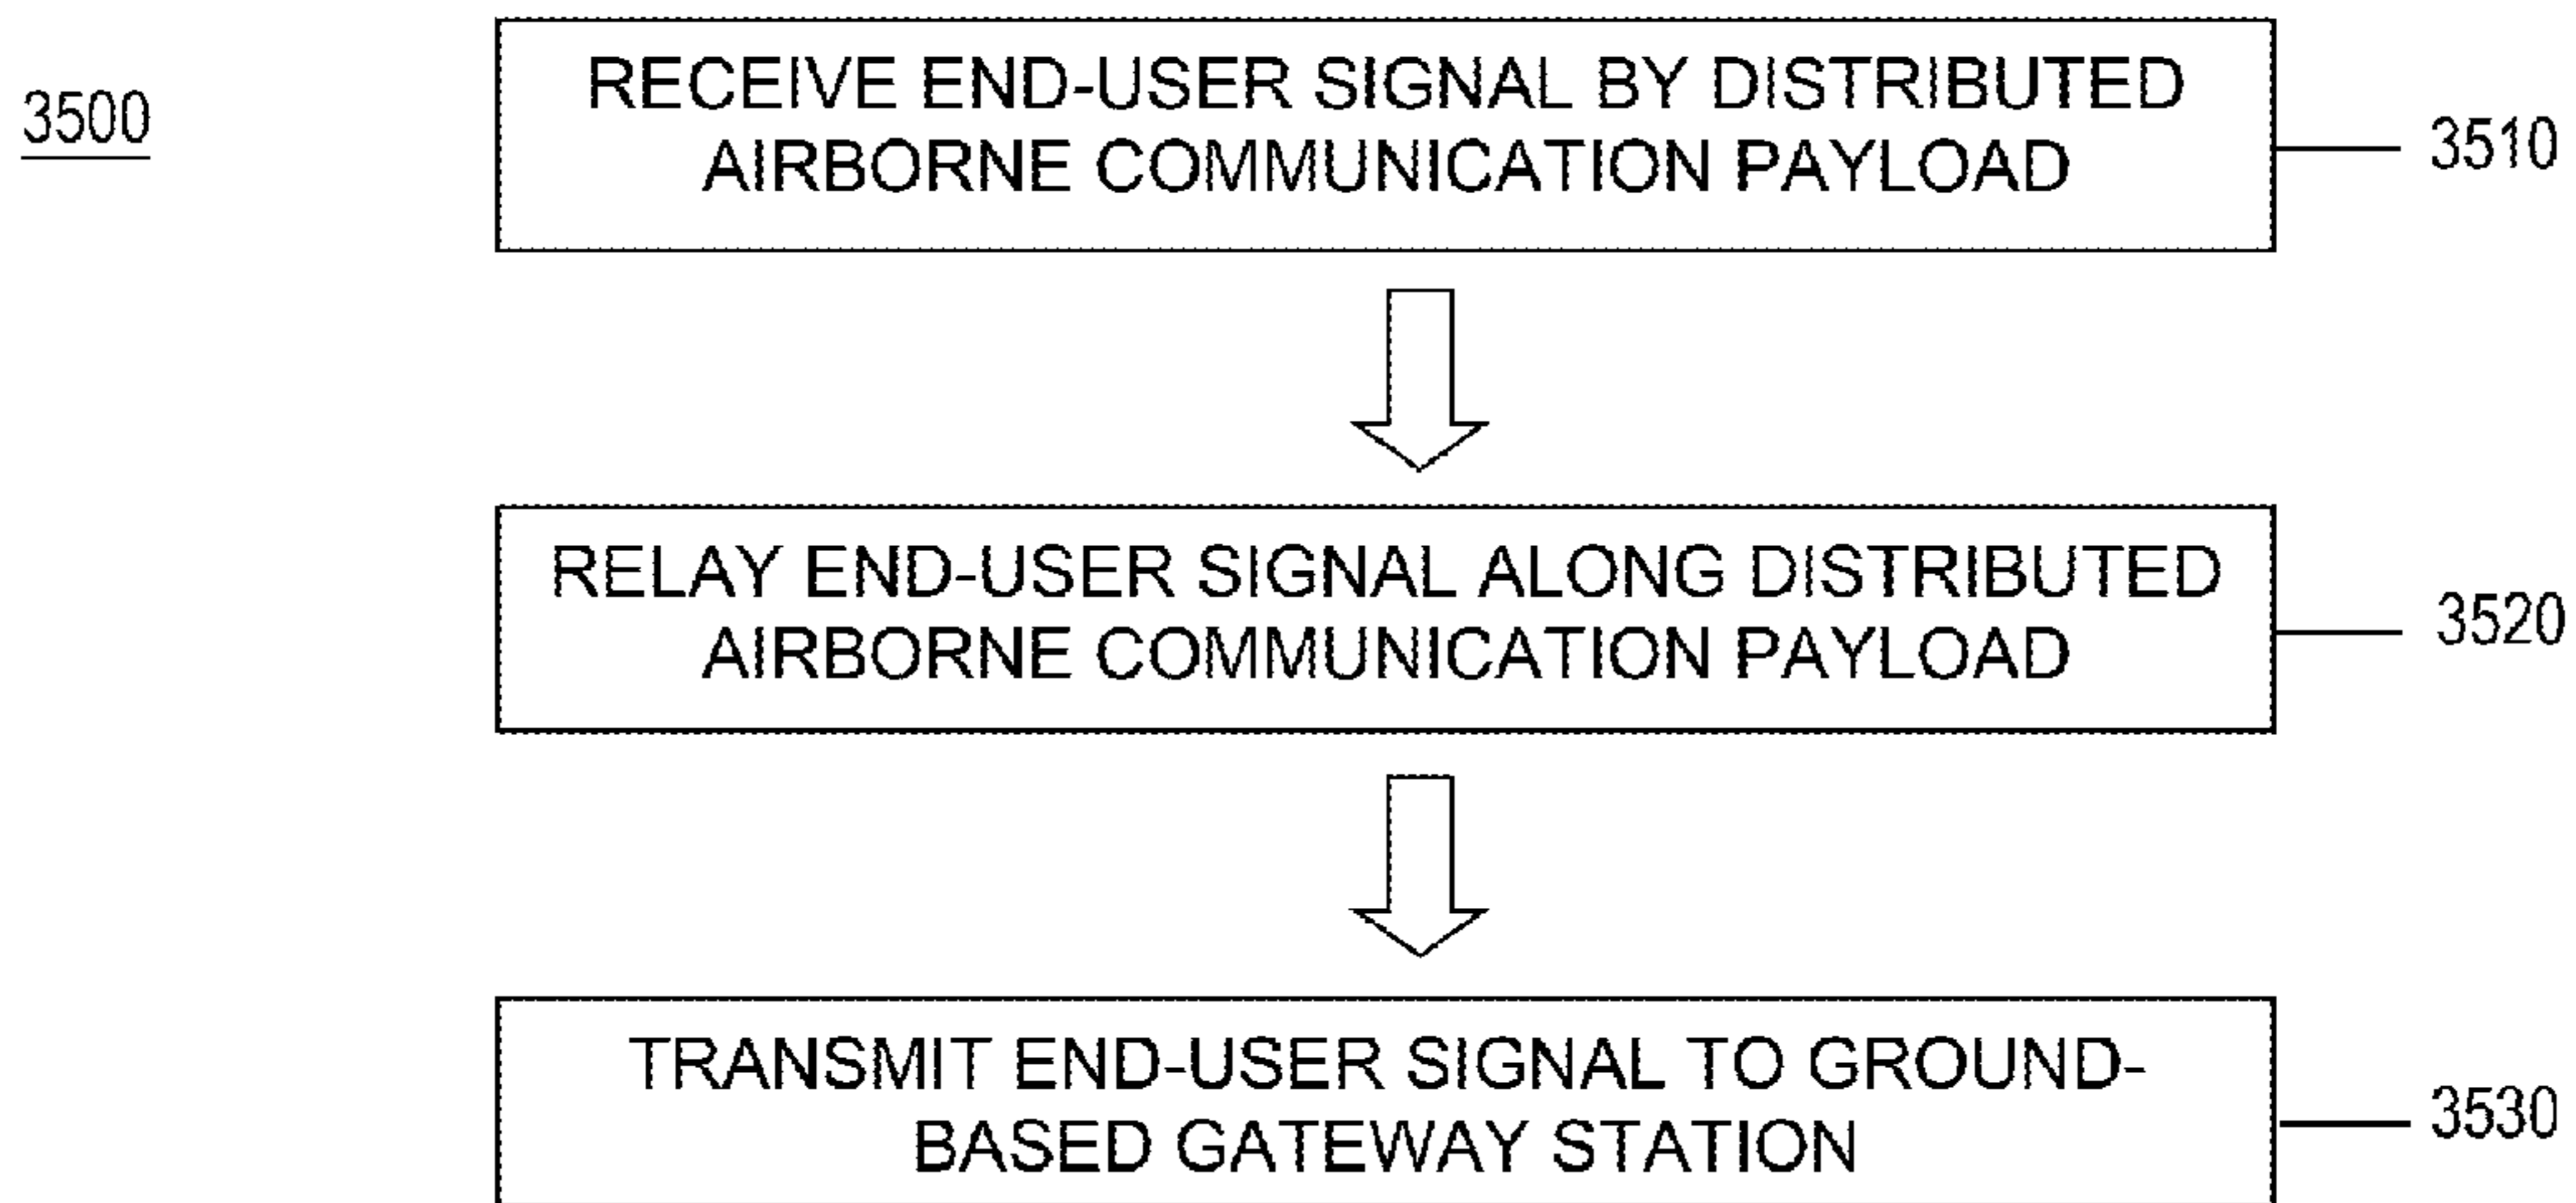 3500
RECEIVE END-USER SIGNAL BY DISTRIBUTED
AIRBORNE COMMUNICATION PAYLOAD
3510
RELAY END-USER SIGNAL ALONG DISTRIBUTED
AIRBORNE COMMUNICATION PAYLOAD
3520
TRANSMIT END-USER SIGNAL TO GROUND-
BASED GATEWAY STATION
3530